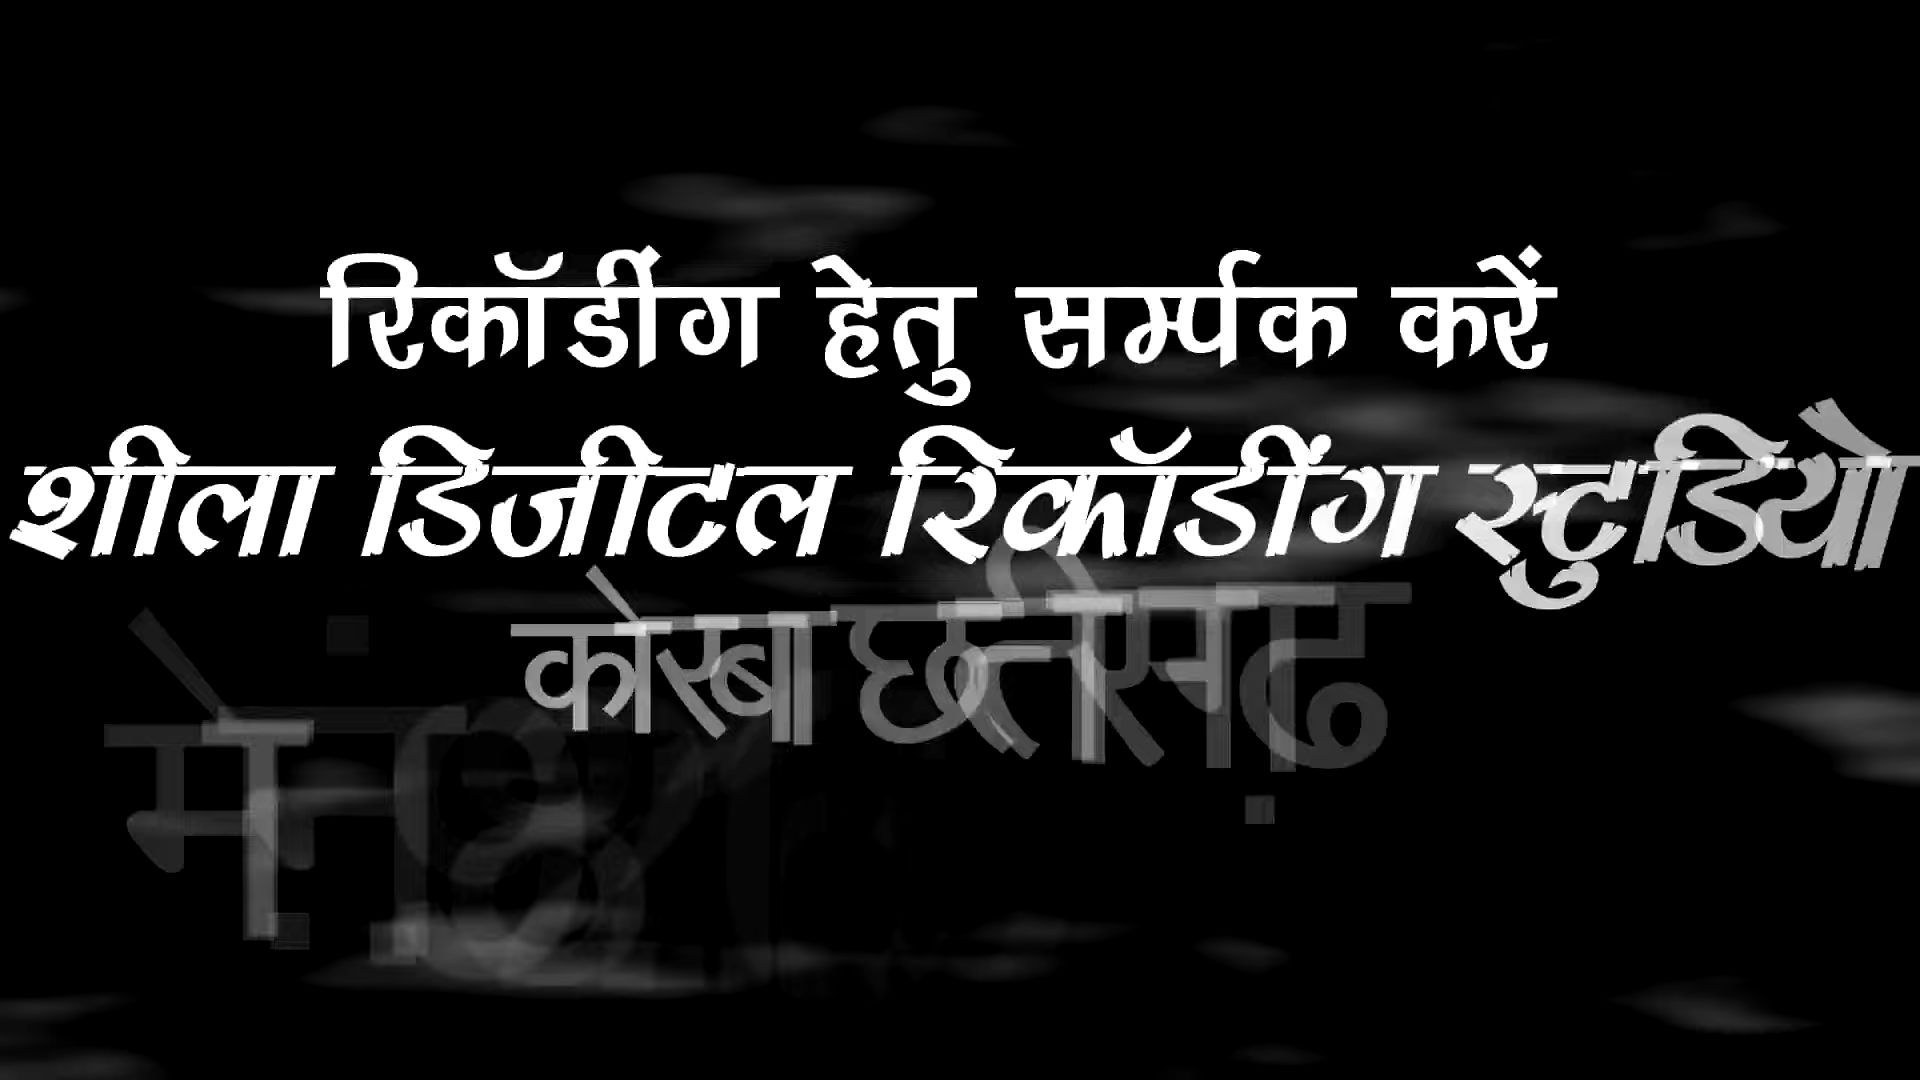 रिकॉर्डीग हेतु सर्म्पक करें
शीला डिजीटल रिकॉडींग स्टुडियो
कोरबा छत्तीसगढ़